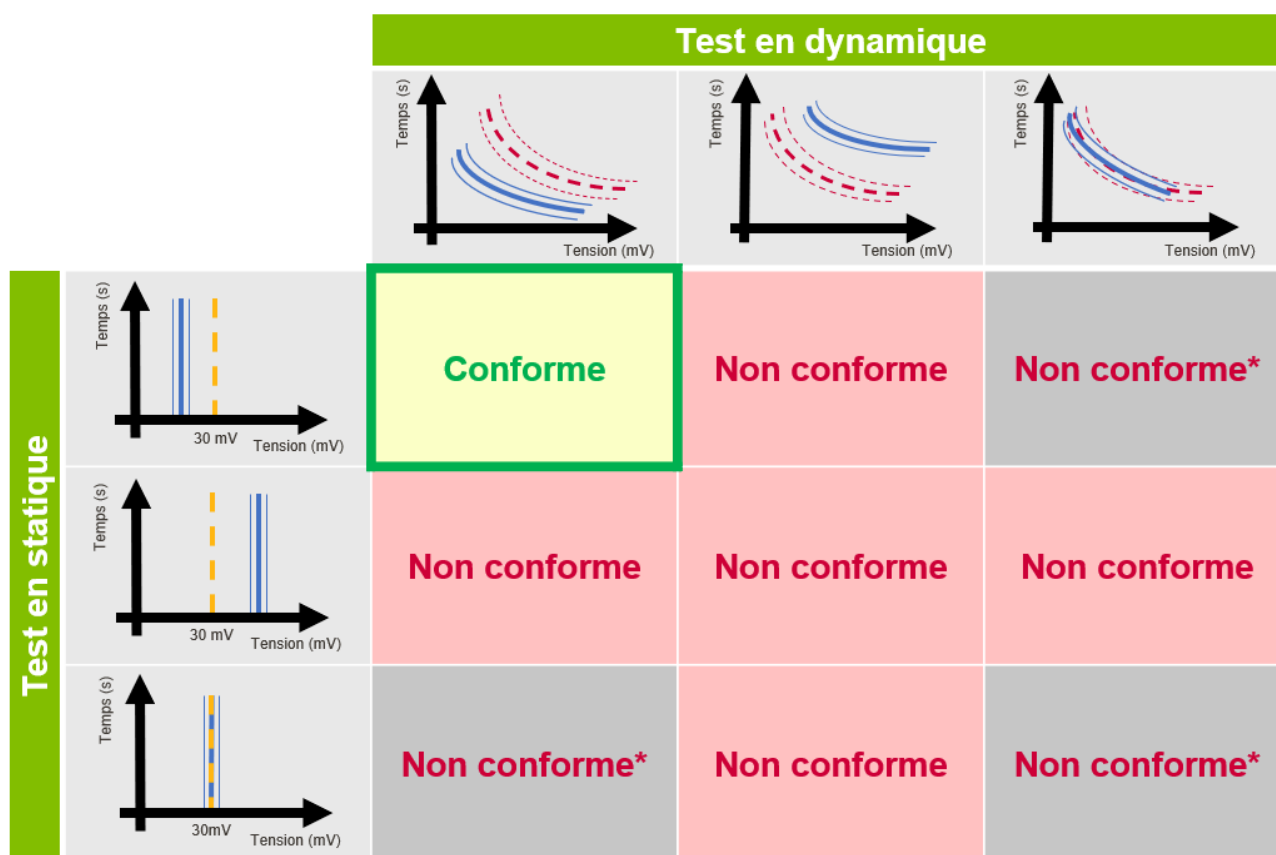 Test en dynamique
Temps (s)
Tension (mV)
Temps (s)
Tension (mV)
Temps (s)
Tension (mV)
Test en statique
Temps (s)
30 mV
Tension (mV)
Conforme
Non conforme
Non conforme*
Temps (s)
30 mV
Tension (mV)
Non conforme
Non conforme
Non conforme
Temps (s)
30mV
Tension (mV)
Non conforme*
Non conforme
Non conforme*